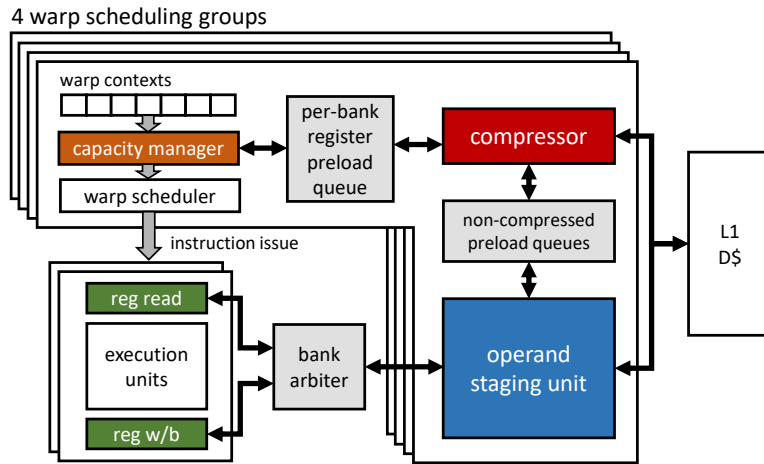 4 warp scheduling groups
warp contexts
capacity manager
warp scheduler
per-bank
register
preload
queue
compressor
non-compressed
preload queues
L1
D$
instruction issue
reg read
execution
units
reg w/b
bank
arbiter
operand
staging unit